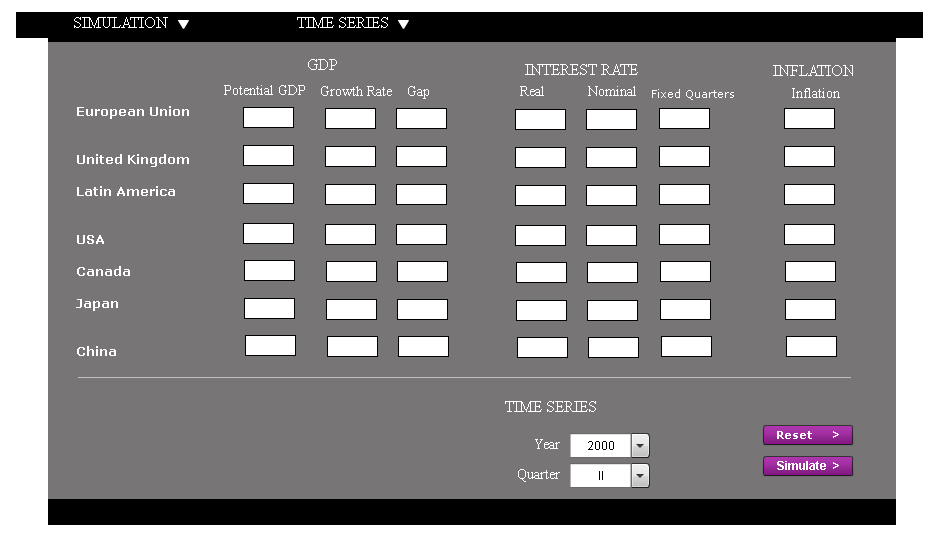 SIMULATION TIME SERIES
GDP INTEREST RATE INFLATION
Potential GDP Growth Rate Gap Real Nominal Fixed Quarters Inflation
European Union
United Kingdom
Latin America
USA
Canada
Japan
China
TIME SERIES
Year 2000
Quarter II
Reset >
Simulate >